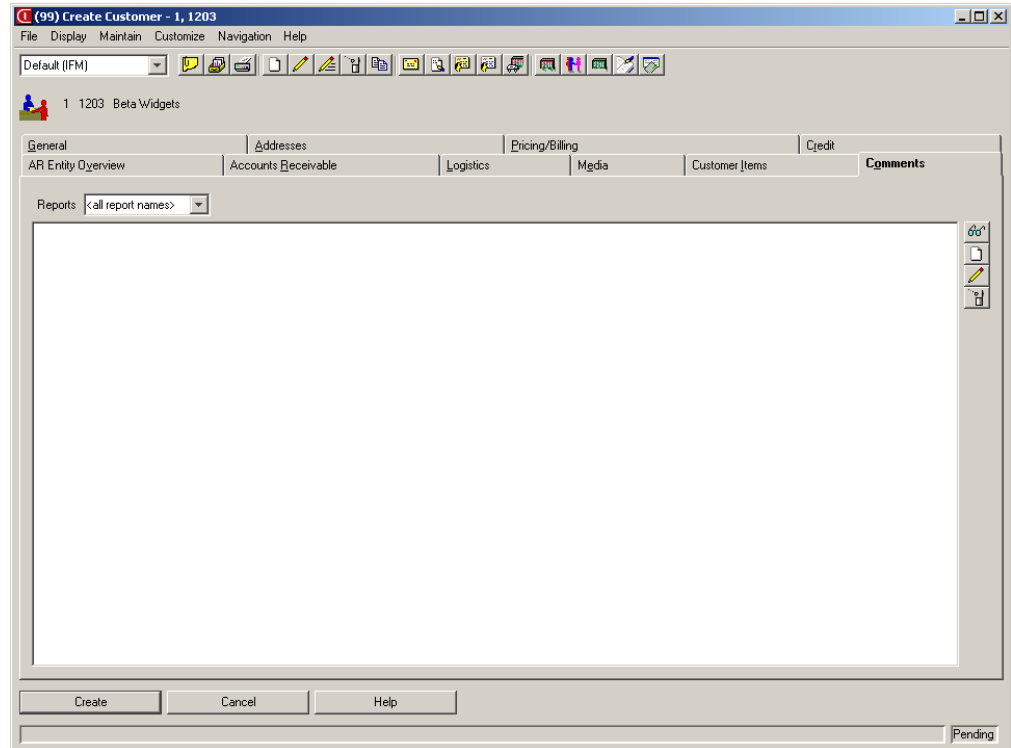 (99) Create Customer - 1, 1203
File Display Maintain Customize Navigation Help
Default (IFM)
1 1203 Beta Widgets
General Addresses Pricing/Billing Credit
AR Entity Overview Accounts Receivable Logistics Media Customer Items Comments
Reports <all report names>
Create Cancel Help
Pending